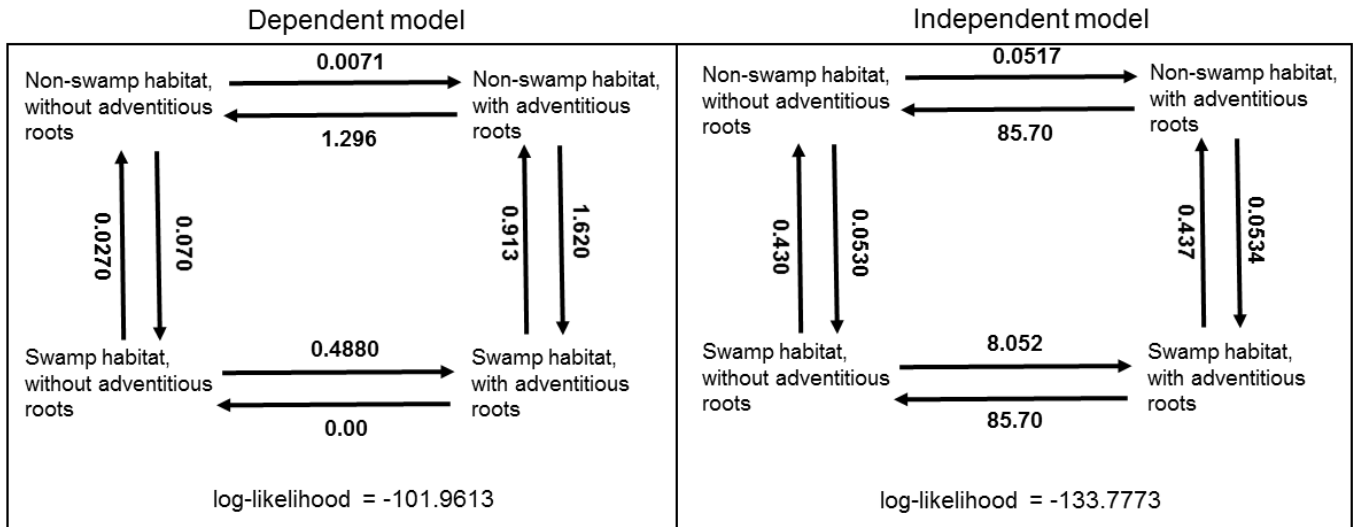 Dependent model
Non-swamp habitat,
without adventitious
roots
0.0071
1.296
Non-swamp habitat,
with adventitious
roots
0.0270
0.070
0.913
1.620
Swamp habitat,
without adventitious
roots
0.4880
0.00
Swamp habitat,
with adventitious
roots
log-likelihood = -101.9613
Independent model
Non-swamp habitat,
without adventitious
roots
0.0517
85.70
Non-swamp habitat,
with adventitious
roots
0.430
0.0530
0.437
0.0534
Swamp habitat,
without adventitious
roots
8.052
85.70
Swamp habitat,
with adventitious
roots
log-likelihood = -133.7773